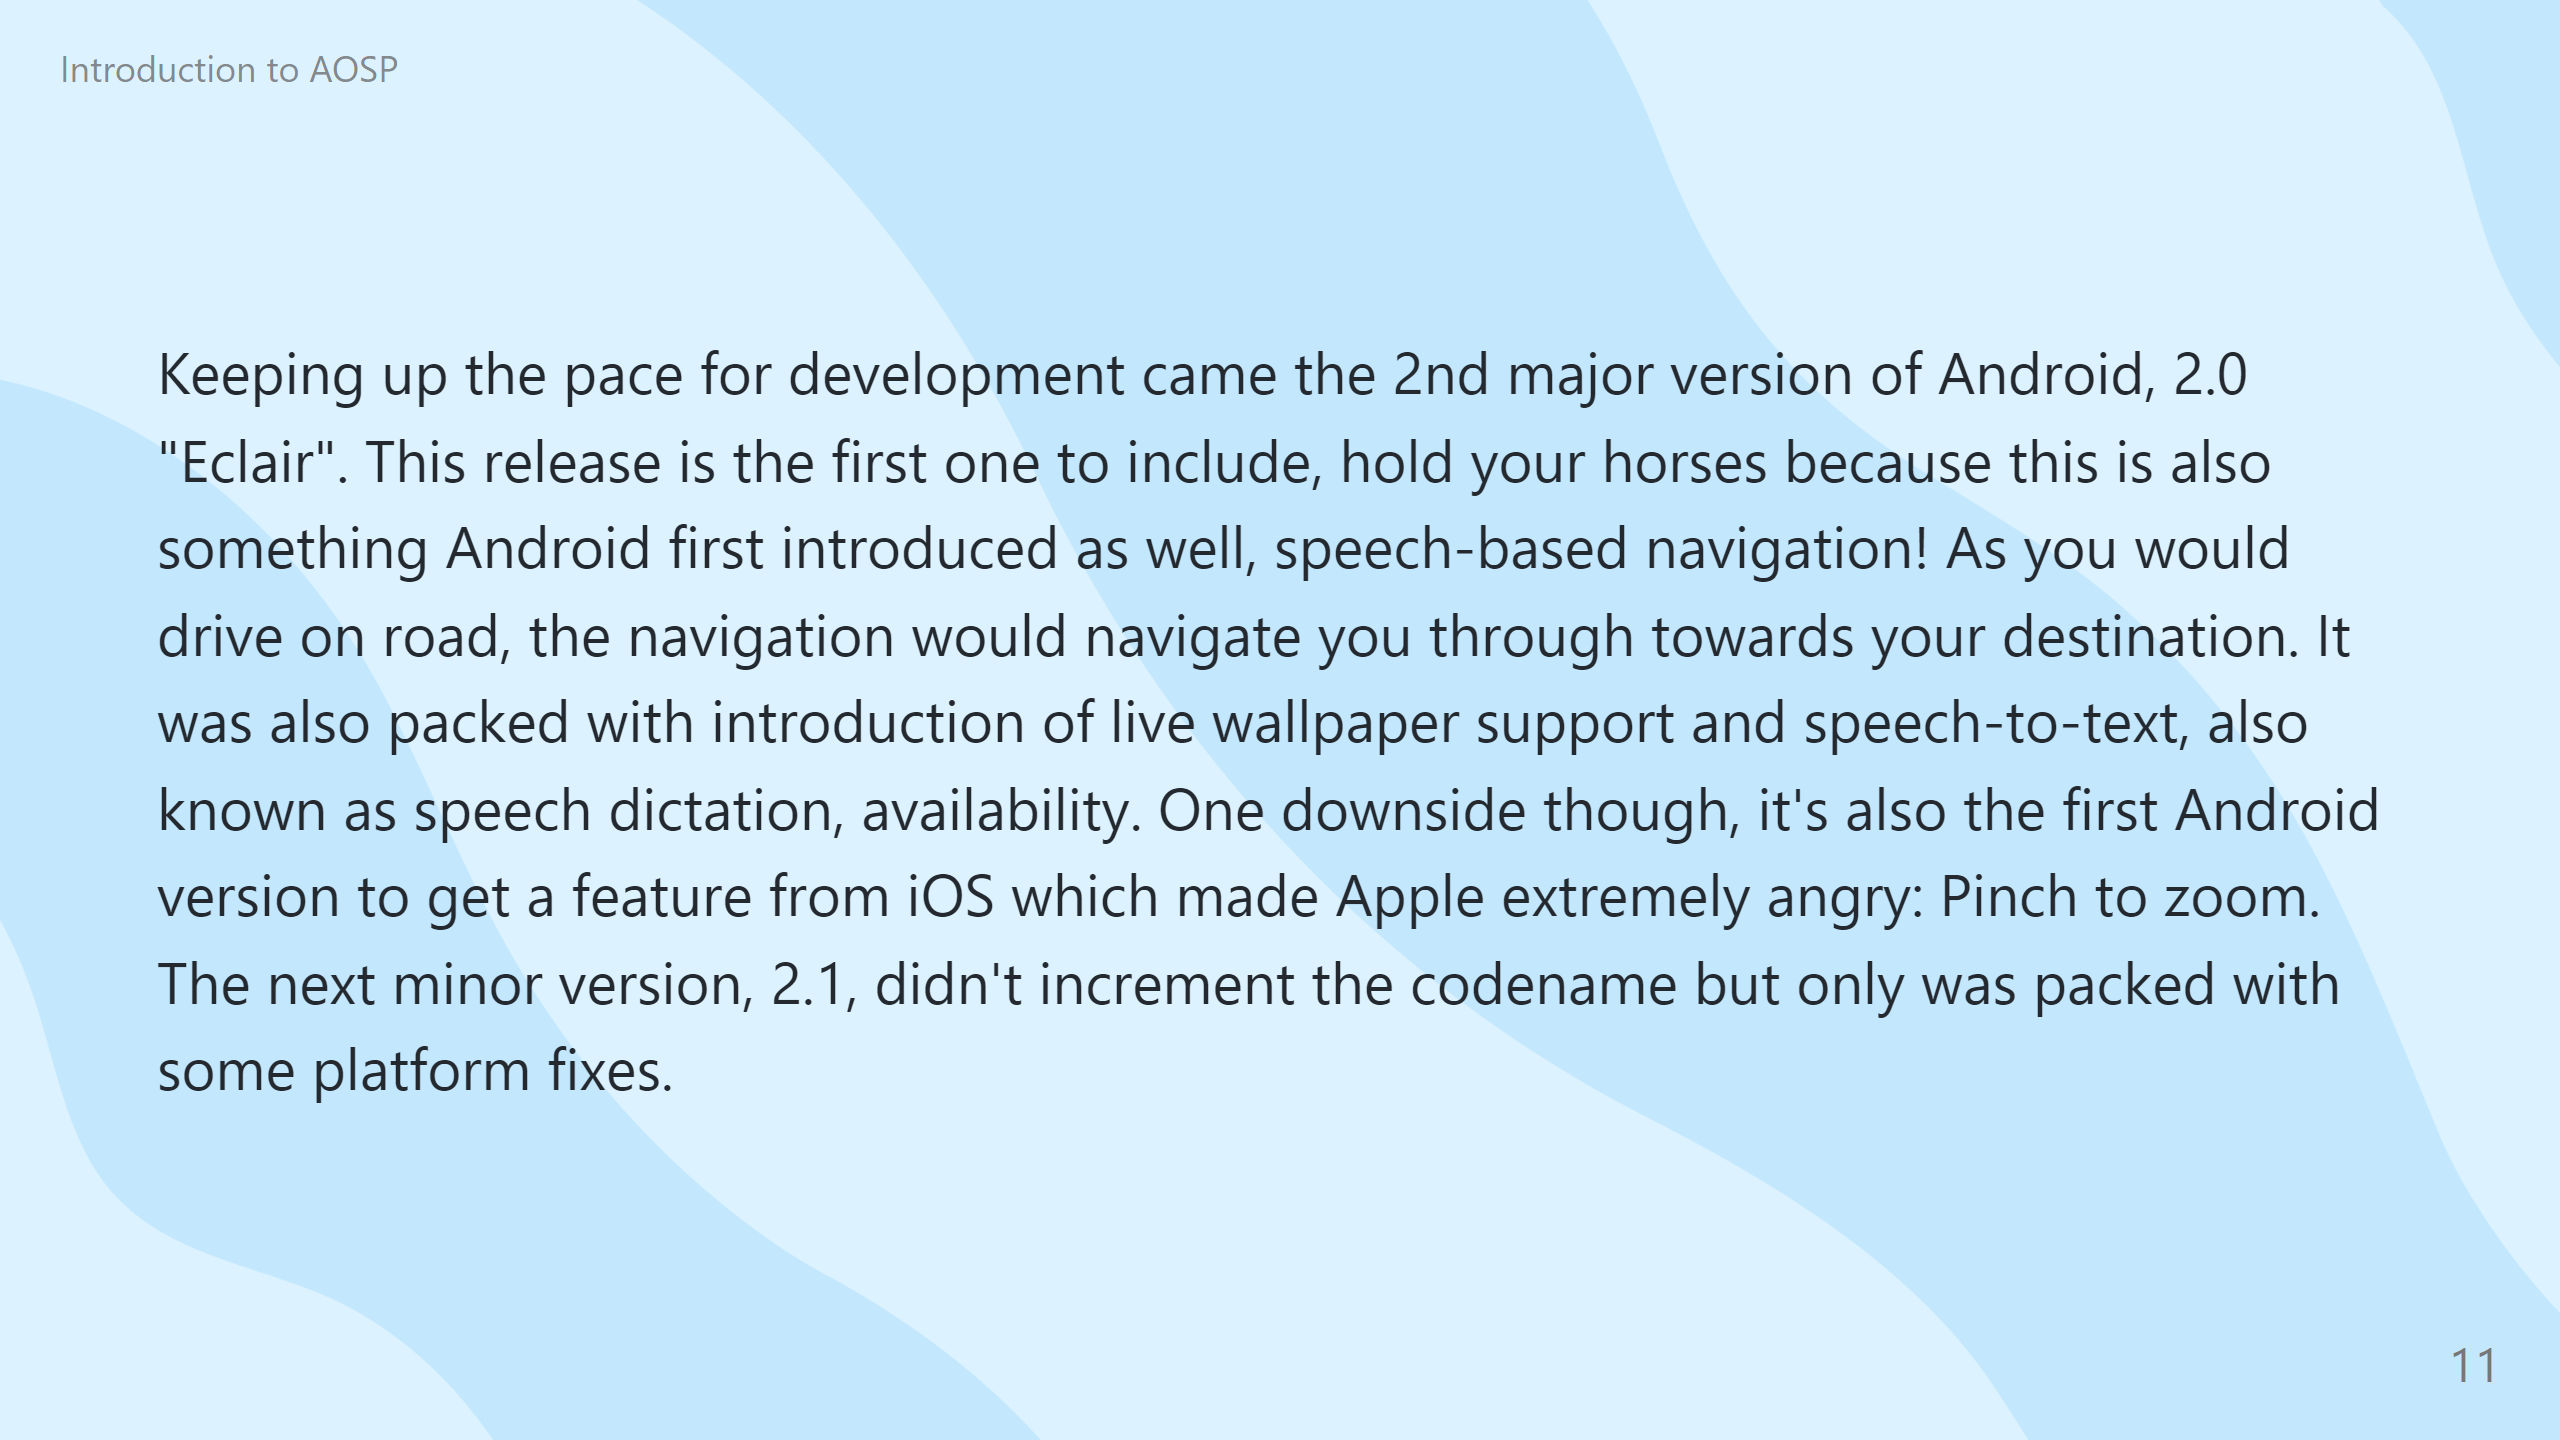 Introduction to AOSP
Keeping up the pace for development came the 2nd major version of Android, 2.0
"Eclair". This release is the first one to include, hold your horses because this is also
something Android first introduced as well, speech-based navigation! As you would
drive on road, the navigation would navigate you through towards your destination. It
was also packed with introduction of live wallpaper support and speech-to-text, also
known as speech dictation, availability. One downside though, it's also the first Android
version to get a feature from iOS which made Apple extremely angry: Pinch to zoom.
The next minor version, 2.1, didn't increment the codename but only was packed with
some platform fixes.
11